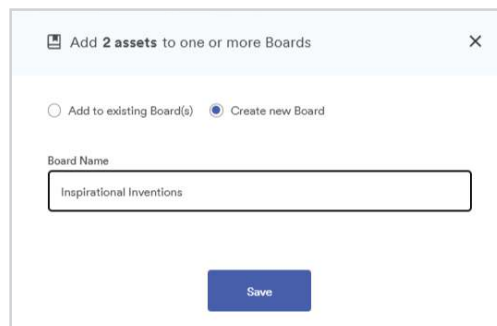 Add 2 assets to one or more Boards
Add to existing Board(s) Create new Board
Board Name
Inspirational Inventions
Save